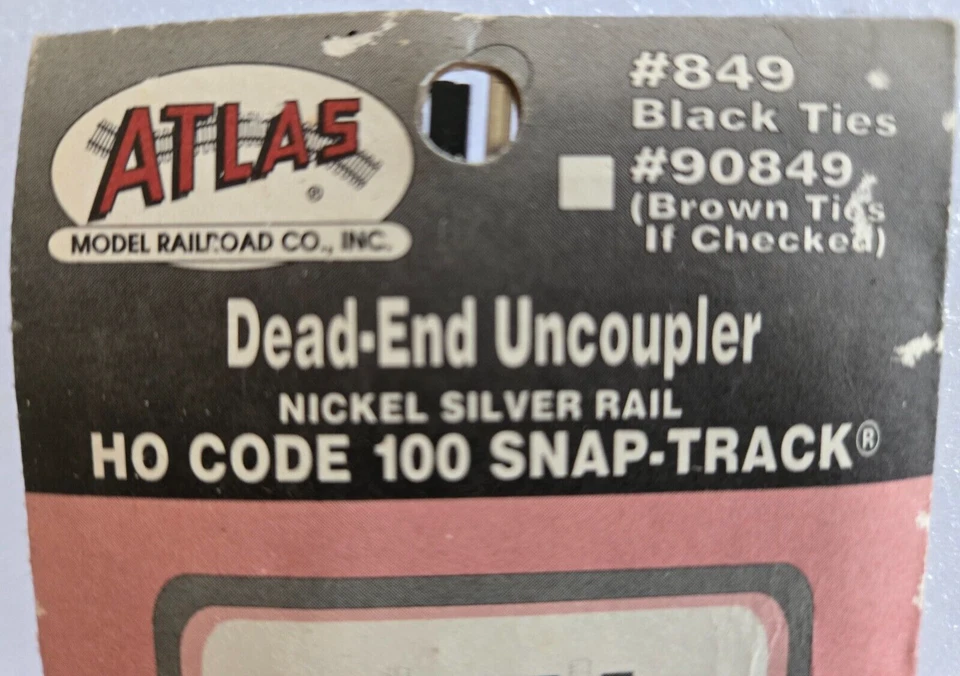 ATLAS
®
MODEL RAILROAD CO., INC.
#849
Black Ties
#90849
(Brown Ties
If Checked)
Dead-End Uncoupler
NICKEL SILVER RAIL
HO CODE 100 SNAP-TRACK®